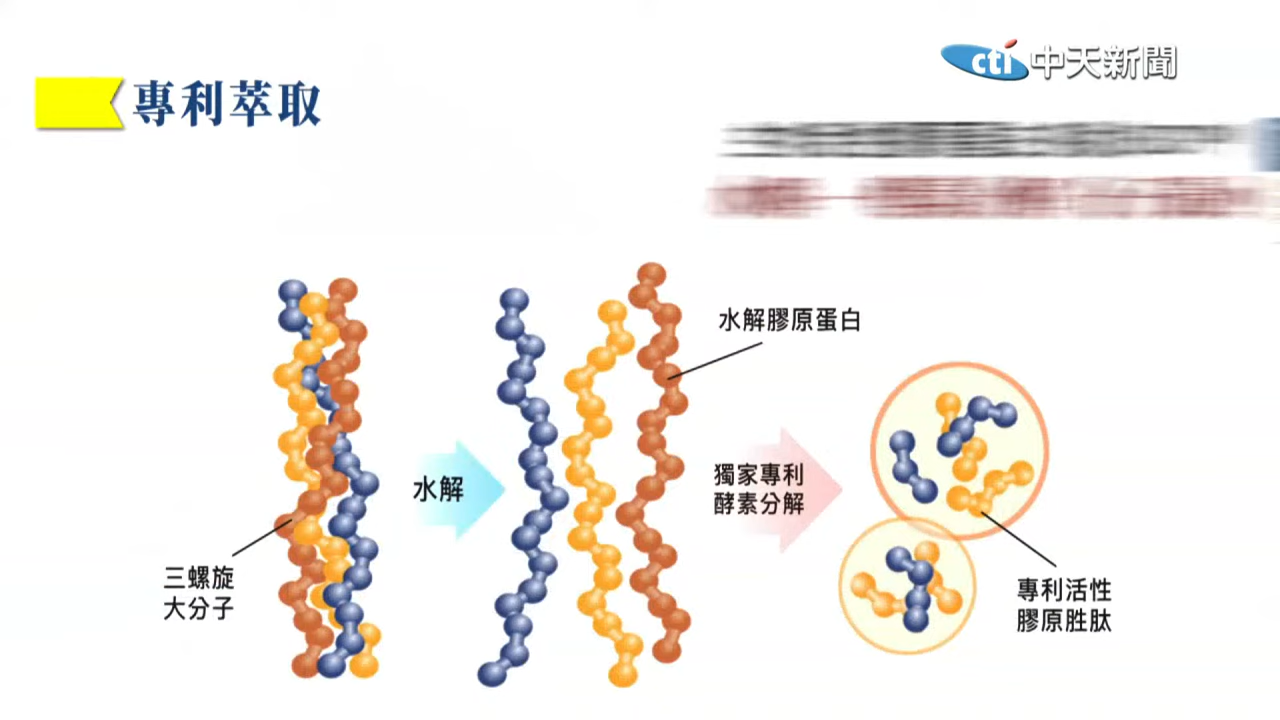 cti 中天新聞
專利萃取
水解膠原蛋白
水解
獨家專利
酵素分解
三螺旋
大分子
專利活性
膠原胜肽